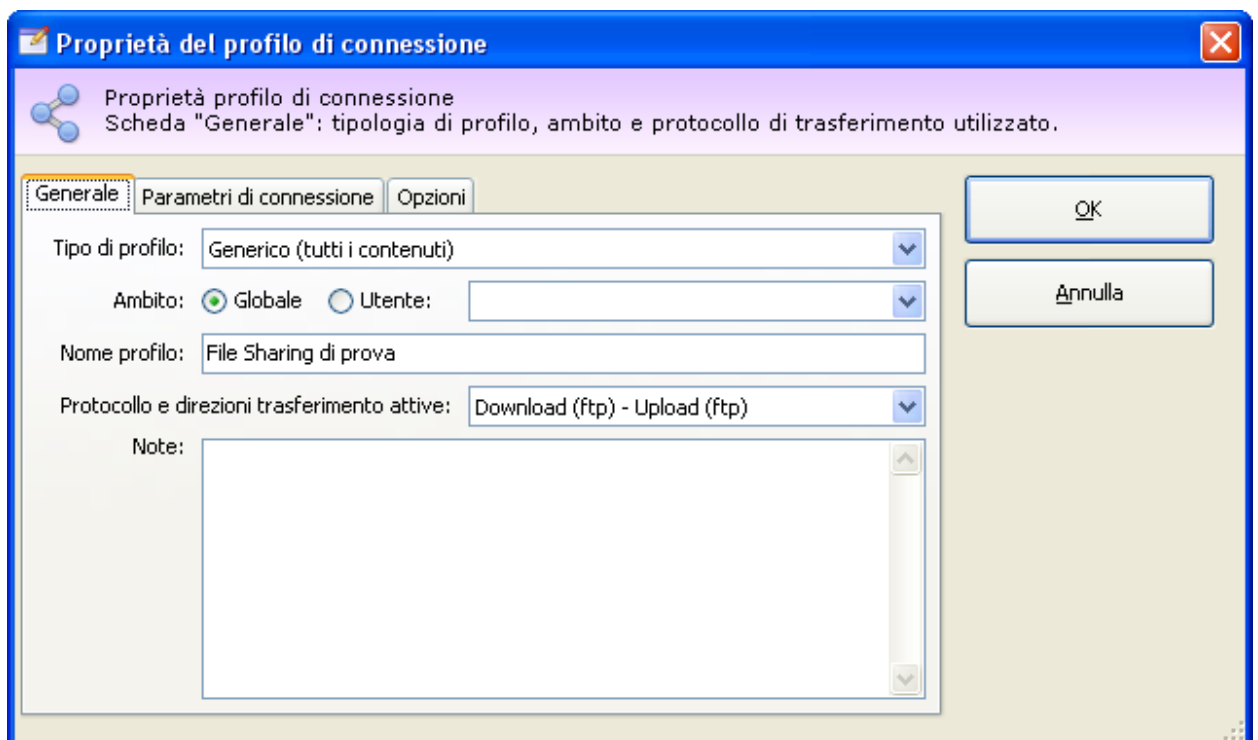 Proprietà del profilo di connessione
Proprietà profilo di connessione
Scheda "Generale": tipologia di profilo, ambito e protocollo di trasferimento utilizzato.
Generale Parametri di connessione Opzioni
OK
Tipo di profilo: Generico (tutti i contenuti)
Annulla
Ambito: Globale Utente:
Nome profilo: File Sharing di prova
Protocollo e direzioni trasferimento attive: Download (ftp) - Upload (ftp)
Note: